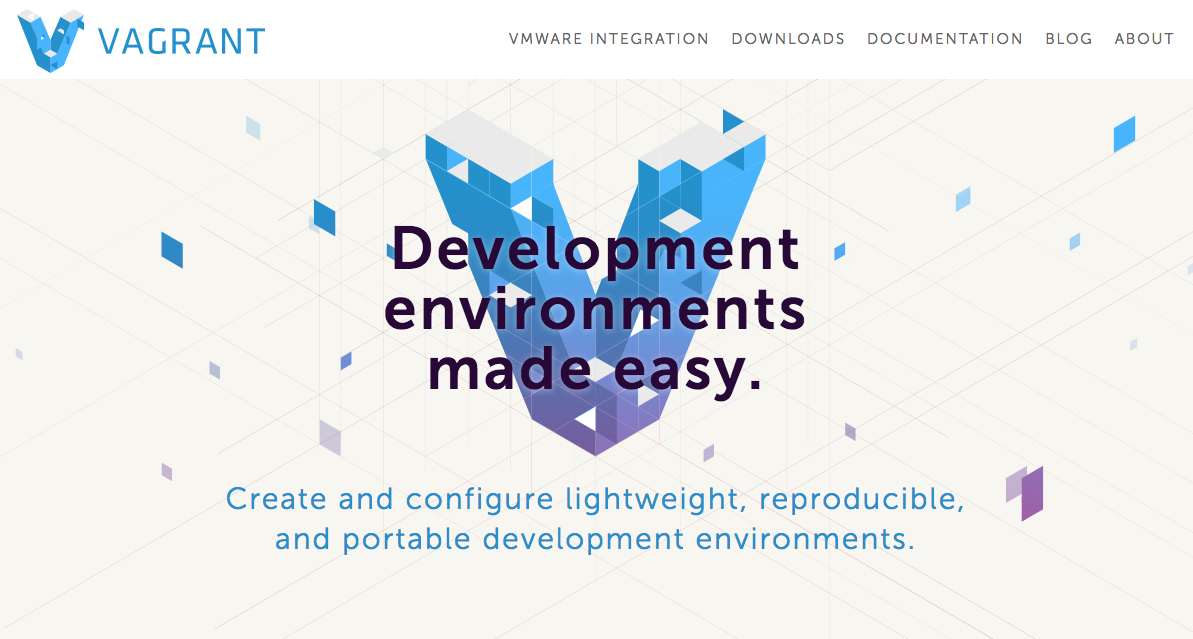 VAGRANT
VMWARE INTEGRATION DOWNLOADS DOCUMENTATION BLOG ABOUT
Development
environments
made easy.
Create and configure lightweight, reproducible,
and portable development environments.